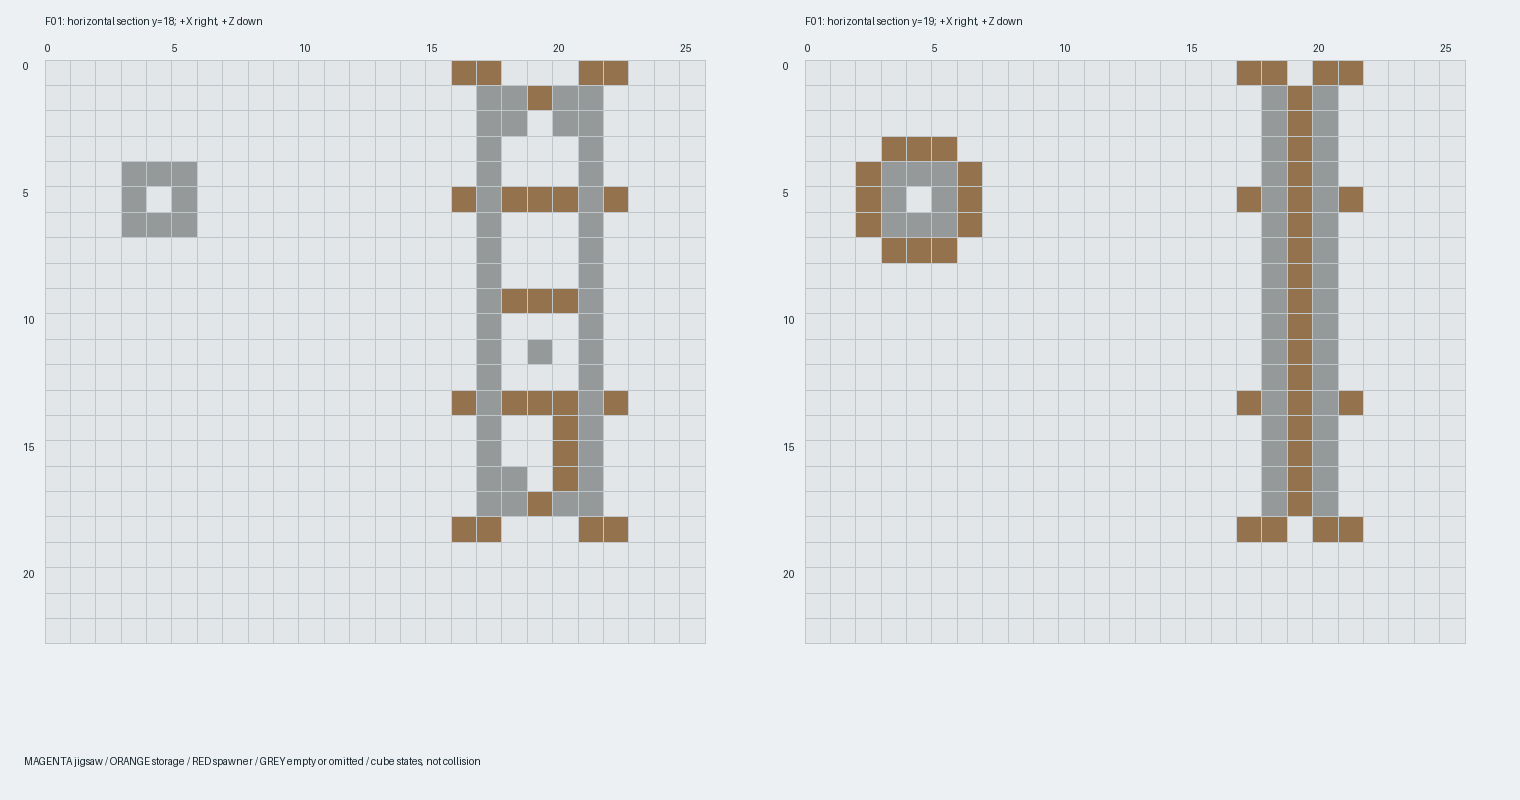 F01: horizontal section y=18; +X right, +Z down
F01: horizontal section y=19; +X right, +Z down
0 5 10 15 20 25
0 5 10 15 20 25
0
5
10
15
20
0
5
10
15
20
MAGENTA jigsaw / ORANGE storage / RED spawner / GREY empty or omitted / cube states, not collision